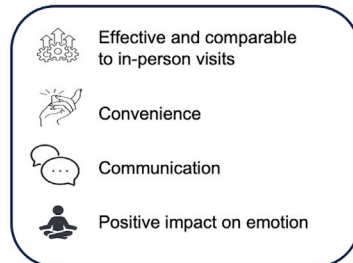 Effective and comparable
to in-person visits
Convenience
Communication
Positive impact on emotion